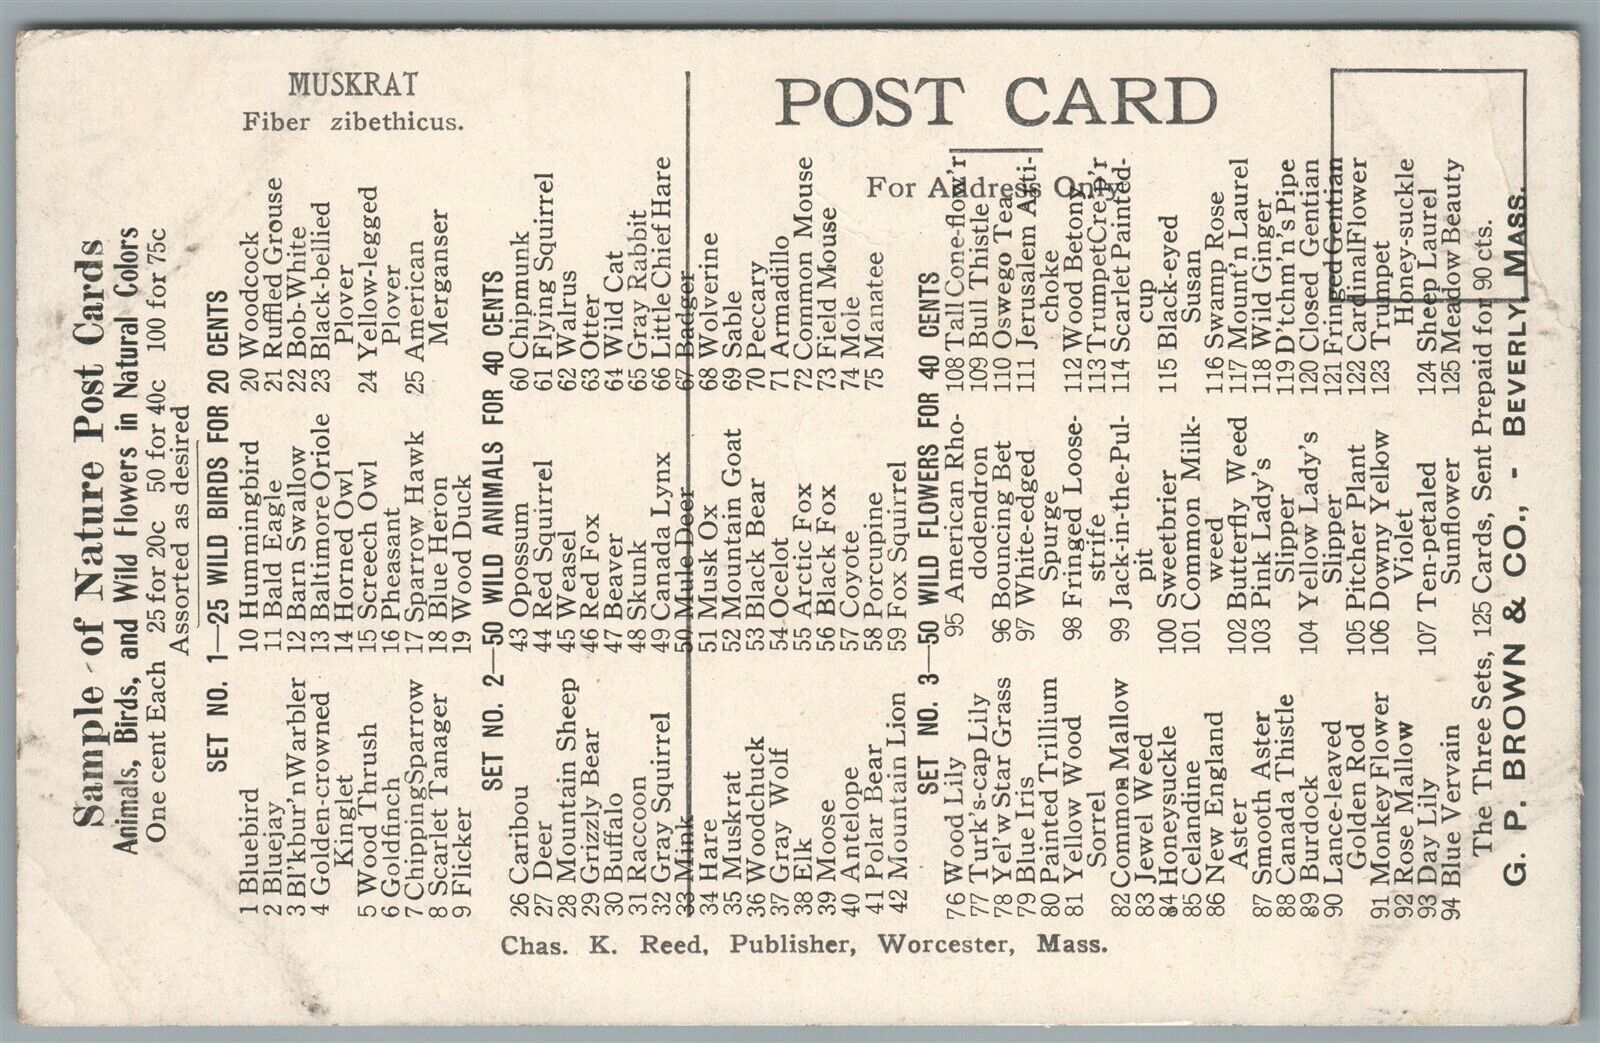 MUSKRAT
Fiber zibethicus.
POST CARD
For Address Only
Chas. K. Reed, Publisher, Worcester, Mass.
Sample of Nature Post Cards
Animals, Birds, and Wild Flowers in Natural Colors
One cent Each 25 for 20c 50 for 40c 100 for 75c
Assorted as desired
SET NO. 1—25 WILD BIRDS FOR 20 CENTS
1 Bluebird
2 Bluejay
3 Bl'kbur'n Warbler
4 Golden-crowned
Kinglet
5 Wood Thrush
6 Goldfinch
7 Chipping Sparrow
8 Scarlet Tanager
9 Flicker
10 Hummingbird
11 Bald Eagle
12 Barn Swallow
13 Baltimore Oriole
14 Horned Owl
15 Screech Owl
16 Pheasant
17 Sparrow Hawk
18 Blue Heron
19 Wood Duck
20 Woodcock
21 Ruffled Grouse
22 Bob-White
23 Black-bellied
Plover
24 Yellow-legged
Plover
25 American
Merganser
SET NO. 2—50 WILD ANIMALS FOR 40 CENTS
26 Caribou
27 Deer
28 Mountain Sheep
29 Grizzly Bear
30 Buffalo
31 Raccoon
32 Gray Squirrel
33 Mink
34 Hare
35 Muskrat
36 Woodchuck
37 Gray Wolf
38 Elk
39 Moose
40 Antelope
41 Polar Bear
42 Mountain Lion
43 Opossum
44 Red Squirrel
45 Weasel
46 Red Fox
47 Beaver
48 Skunk
49 Canada Lynx
50 Mule Deer
51 Musk Ox
52 Mountain Goat
53 Black Bear
54 Ocelot
55 Arctic Fox
56 Black Fox
57 Coyote
58 Porcupine
59 Fox Squirrel
60 Chipmunk
61 Flying Squirrel
62 Walrus
63 Otter
64 Wild Cat
65 Gray Rabbit
66 Little Chief Hare
67 Badger
68 Wolverine
69 Sable
70 Peccary
71 Armadillo
72 Common Mouse
73 Field Mouse
74 Mole
75 Manatee
SET NO. 3—50 WILD FLOWERS FOR 40 CENTS
76 Wood Lily
77 Turk's-cap Lily
78 Yel'w Star Grass
79 Blue Iris
80 Painted Trillium
81 Yellow Wood
Sorrel
82 Common Mallow
83 Jewel Weed
84 Honeysuckle
85 Celandine
86 New England
Aster
87 Smooth Aster
88 Canada Thistle
89 Burdock
90 Lance-leaved
Golden Rod
91 Monkey Flower
92 Rose Mallow
93 Day Lily
94 Blue Vervain
95 American Rho-
dodendron
96 Bouncing Bet
97 White-edged
Spurge
98 Fringed Loose-
strife
99 Jack-in-the-Pul-
pit
100 Sweetbrier
101 Common Milk-
weed
102 Butterfly Weed
103 Pink Lady's
Slipper
104 Yellow Lady's
Slipper
105 Pitcher Plant
106 Downy Yellow
Violet
107 Ten-petaled
Sunflower
108 Tall Cone-flow'r
109 Bull Thistle
110 Oswego Tea
111 Jerusalem Arti-
choke
112 Wood Betony
113 Trumpet Creep'r
114 Scarlet Painted-
cup
115 Black-eyed
Susan
116 Swamp Rose
117 Mount'n Laurel
118 Wild Ginger
119 D'tchm'n's Pipe
120 Closed Gentian
121 Fringed Gentian
122 Cardinal Flower
123 Trumpet
Honey-suckle
124 Sheep Laurel
125 Meadow Beauty
The Three Sets, 125 Cards, Sent Prepaid for 90 cts.
G. P. BROWN & CO., - BEVERLY, MASS.